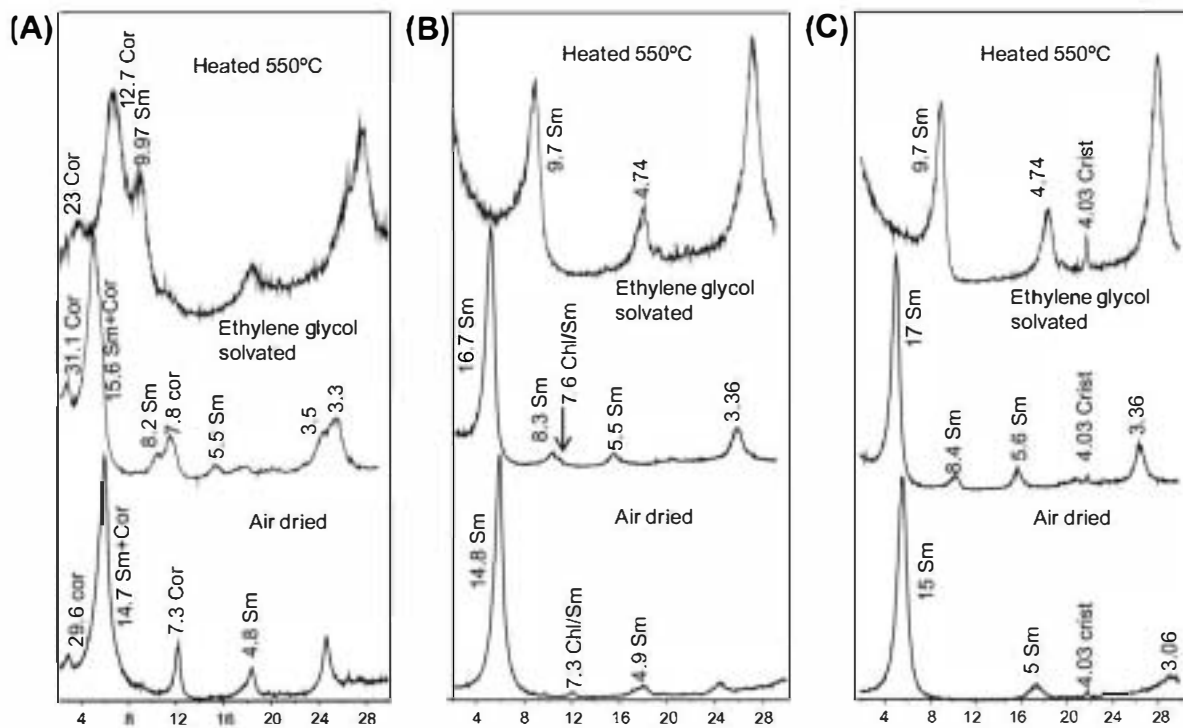 (A)
Heated 550ºC
23 Cor
12.7 Cor
9.97 Sm
Ethylene glycol
solvated
31.1 Cor
15.6 Sm+Cor
8.2 Sm
7.8 cor
5.5 Sm
3.5
3.3
Air dried
29.6 cor
14.7 Sm+Cor
7.3 Cor
4.8 Sm
4 8 12 16 20 24 28
(B)
Heated 550ºC
9.7 Sm
4.74
Ethylene glycol
solvated
16.7 Sm
8.3 Sm
7.6 Chl/Sm
5.5 Sm
3.36
Air dried
14.8 Sm
7.3 Chl/Sm
4.9 Sm
4 8 12 16 20 24 28
(C)
Heated 550ºC
9.7 Sm
4.74
4.03 Crist
Ethylene glycol
solvated
17 Sm
8.4 Sm
5.6 Sm
4.03 Crist
3.36
Air dried
15 Sm
5 Sm
4.03 crist
3.06
4 8 12 16 20 24 28